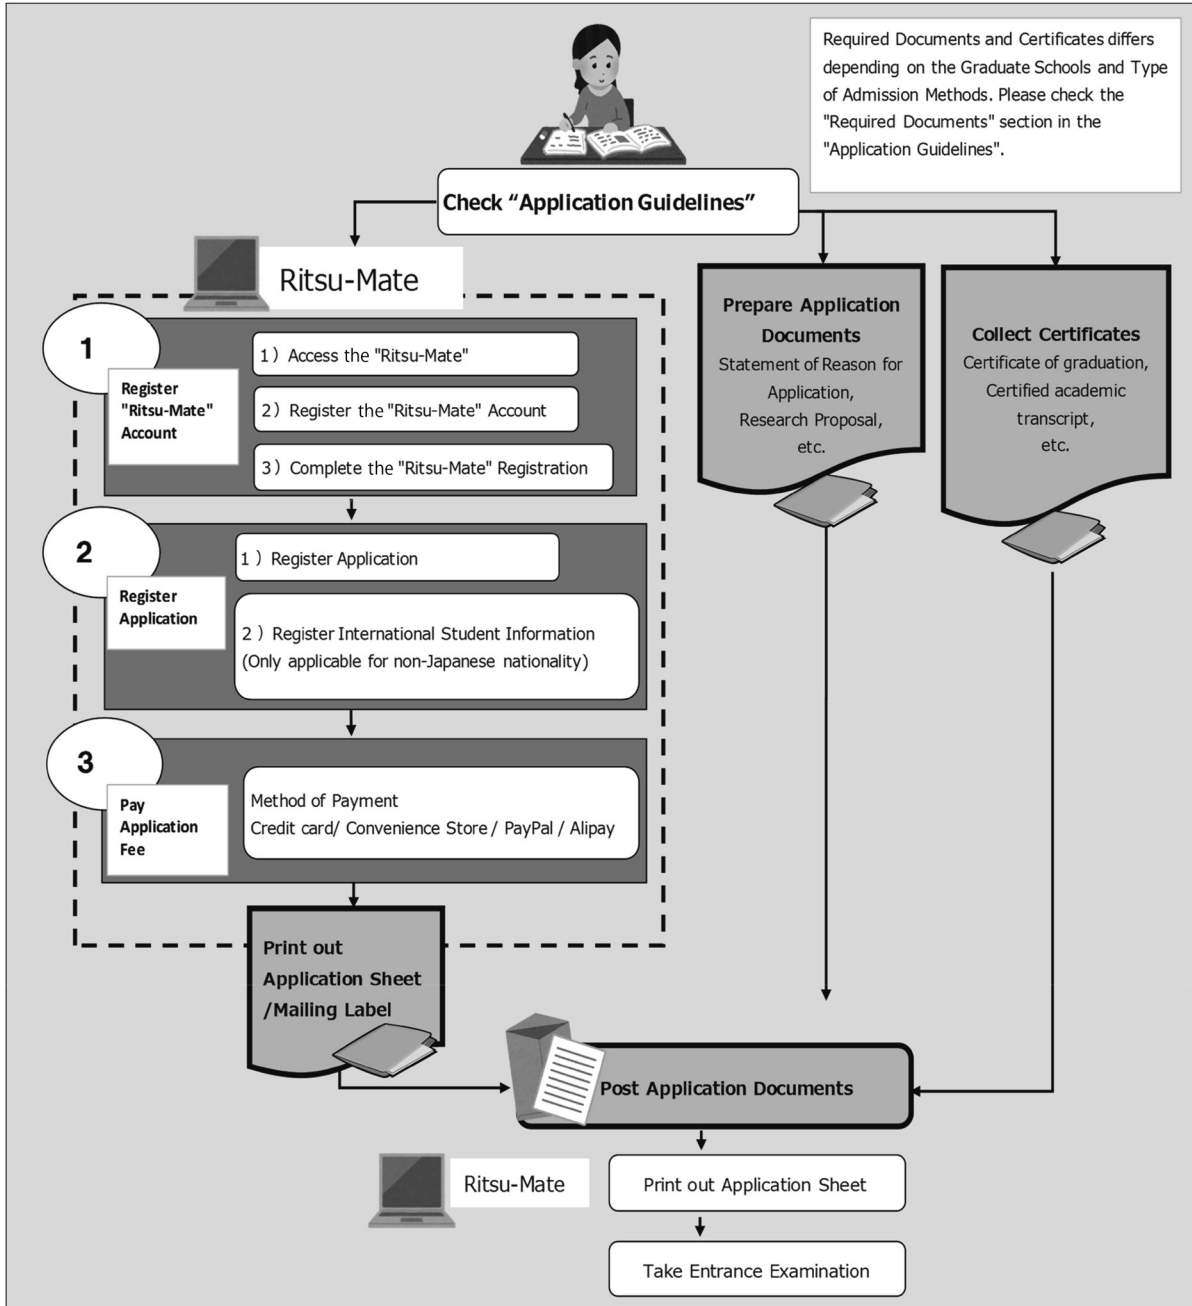 Required Documents and Certificates differs
depending on the Graduate Schools and Type
of Admission Methods. Please check the
"Required Documents" section in the
"Application Guidelines".
Check “Application Guidelines”
Ritsu-Mate
1
Register
"Ritsu-Mate"
Account
1 ) Access the "Ritsu-Mate"
2) Register the "Ritsu-Mate" Account
3) Complete the "Ritsu-Mate" Registration
2
Register
Application
1 ) Register Application
2 ) Register International Student Information
(Only applicable for non-Japanese nationality)
3
Pay
Application
Fee
Method of Payment
Credit card/ Convenience Store / PayPal / Alipay
Print out
Application Sheet
/Mailing Label
Prepare Application
Documents
Statement of Reason for
Application,
Research Proposal,
etc.
Collect Certificates
Certificate of graduation,
Certified academic
transcript,
etc.
Post Application Documents
Ritsu-Mate
Print out Application Sheet
Take Entrance Examination